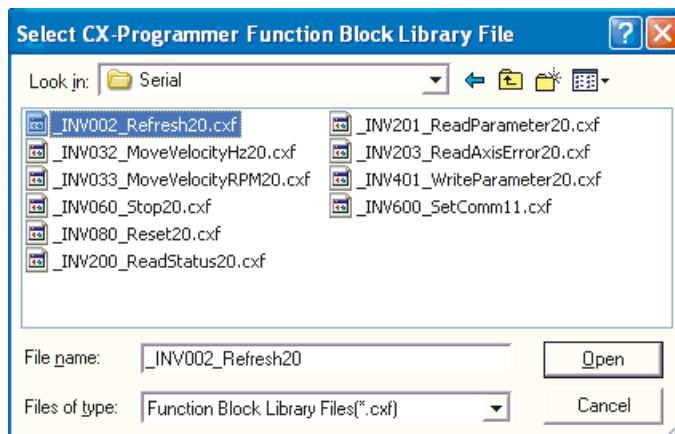 Select CX-Programmer Function Block Library File
Look in: Serial
_INV002_Refresh20.cxf
_INV032_MoveVelocityHz20.cxf
_INV033_MoveVelocityRPM20.cxf
_INV060_Stop20.cxf
_INV080_Reset20.cxf
_INV200_ReadStatus20.cxf
_INV201_ReadParameter20.cxf
_INV203_ReadAxisError20.cxf
_INV401_WriteParameter20.cxf
_INV600_SetComm11.cxf
File name: _INV002_Refresh20 Open
Files of type: Function Block Library Files(*.cxf) Cancel